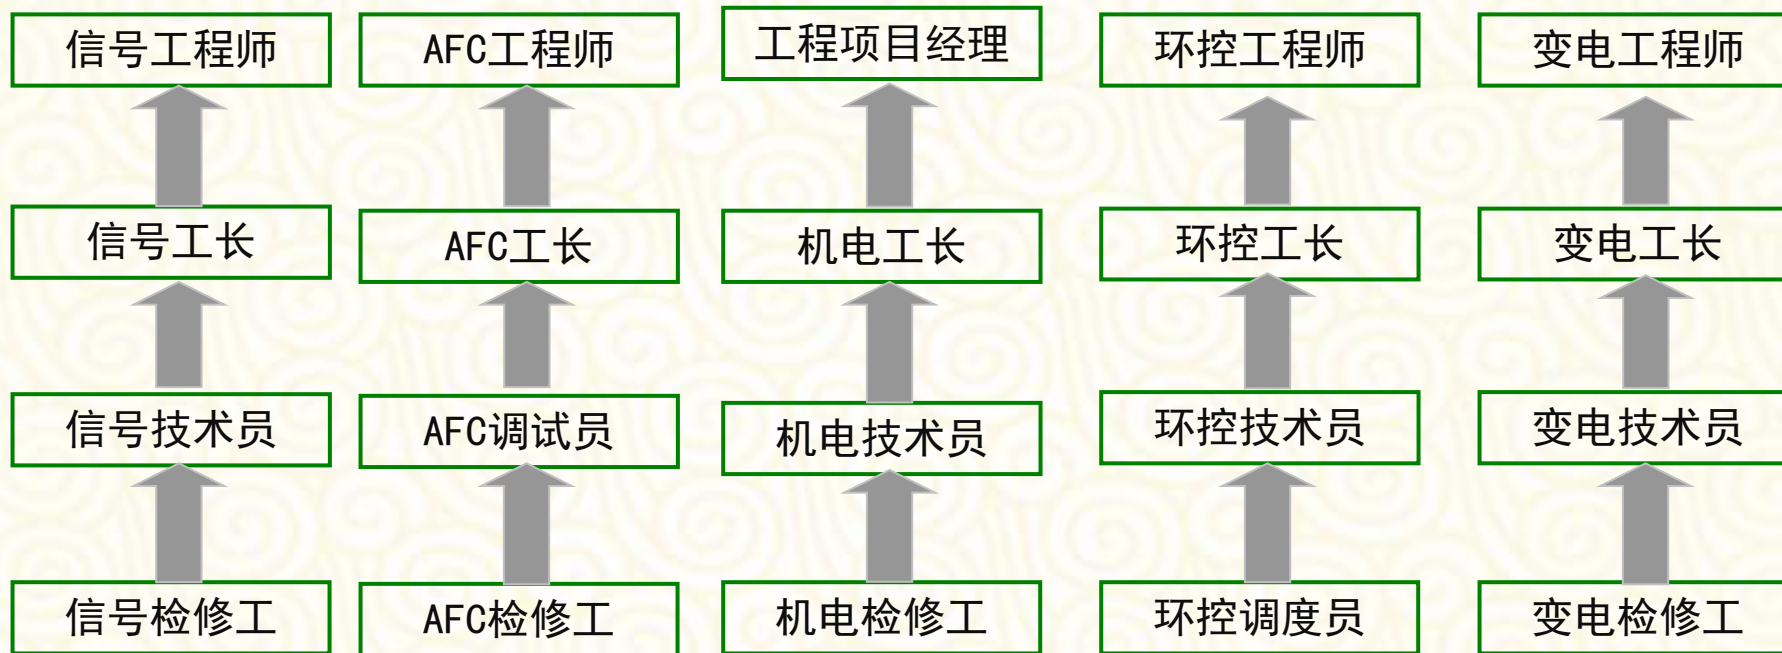 信号工程师
AFC工程师
工程项目经理
环控工程师
变电工程师
信号工长
AFC工长
机电工长
环控工长
变电工长
信号技术员
AFC调试员
机电技术员
环控技术员
变电技术员
信号检修工
AFC检修工
机电检修工
环控调度员
变电检修工